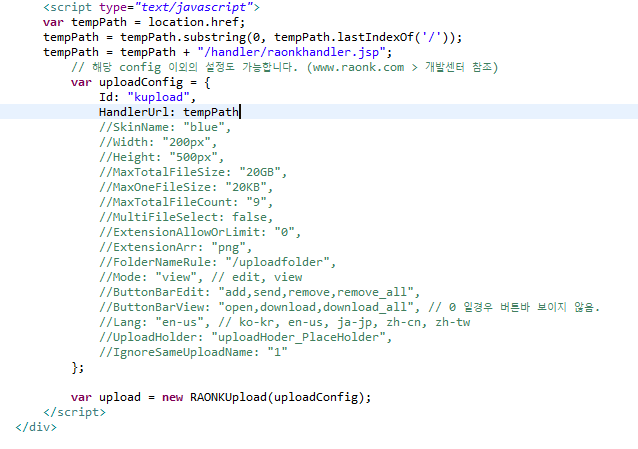 <script type="text/javascript">
var tempPath = location.href;
tempPath = tempPath.substring(0, tempPath.lastIndexOf('/'));
tempPath = tempPath + "/handler/raonkhandler.jsp";
// 해당 config 이외의 설정도 가능합니다. (www.raonk.com > 개발센터 참조)
var uploadConfig = {
Id: "kupload",
HandlerUrl: tempPath
//SkinName: "blue",
//Width: "200px",
//Height: "500px",
//MaxTotalFileSize: "20GB",
//MaxOneFileSize: "20KB",
//MaxTotalFileCount: "9",
//MultiFileSelect: false,
//ExtensionAllowOrLimit: "0",
//ExtensionArr: "png",
//FolderNameRule: "/uploadfolder",
//Mode: "view", // edit, view
//ButtonBarEdit: "add,send,remove,remove_all",
//ButtonBarView: "open,download,download_all", // 0 일경우 버튼바 보이지 않음.
//Lang: "en-us", // ko-kr, en-us, ja-jp, zh-cn, zh-tw
//UploadHolder: "uploadHoder_PlaceHolder",
//IgnoreSameUploadName: "1"
};
var upload = new RAONKUpload(uploadConfig);
</script>
</div>